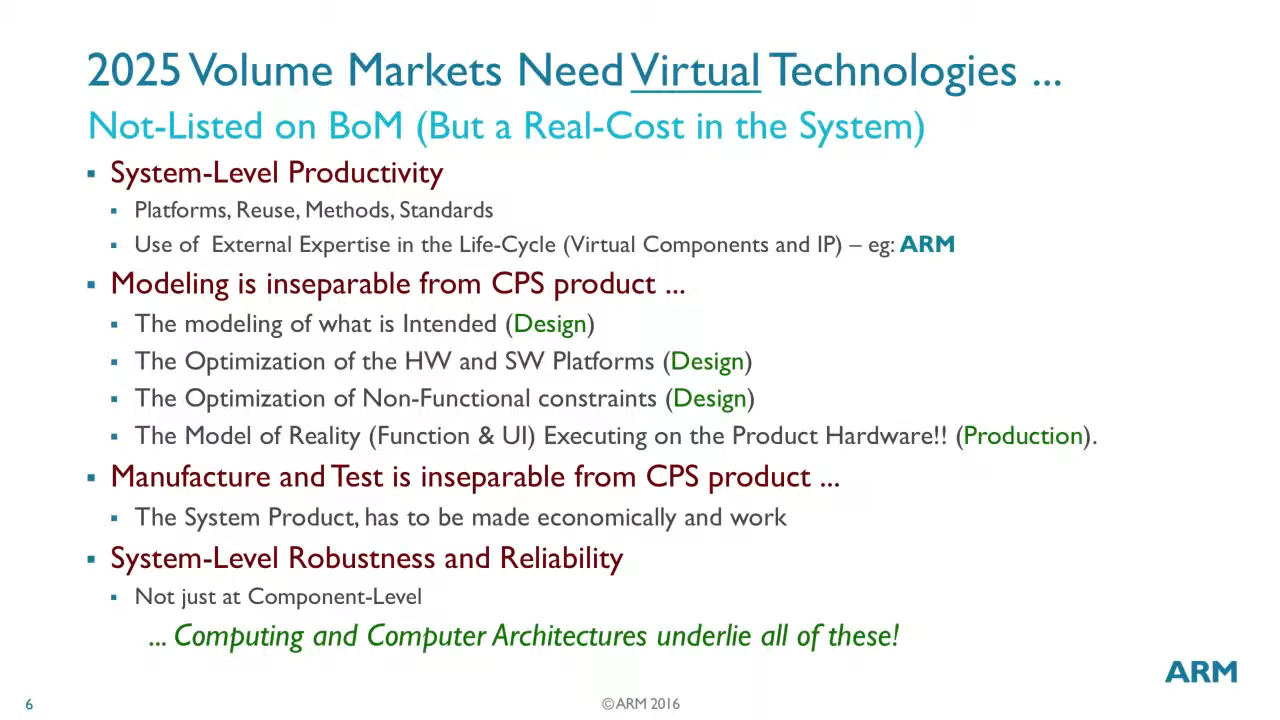 2025 Volume Markets Need Virtual Technologies ...
Not-Listed on BoM (But a Real-Cost in the System)
▪ System-Level Productivity
▪ Platforms, Reuse, Methods, Standards
▪ Use of External Expertise in the Life-Cycle (Virtual Components and IP) – eg: ARM
▪ Modeling is inseparable from CPS product ...
▪ The modeling of what is Intended (Design)
▪ The Optimization of the HW and SW Platforms (Design)
▪ The Optimization of Non-Functional constraints (Design)
▪ The Model of Reality (Function & UI) Executing on the Product Hardware!! (Production).
▪ Manufacture and Test is inseparable from CPS product ...
▪ The System Product, has to be made economically and work
▪ System-Level Robustness and Reliability
▪ Not just at Component-Level
... Computing and Computer Architectures underlie all of these!
ARM
6
© ARM 2016